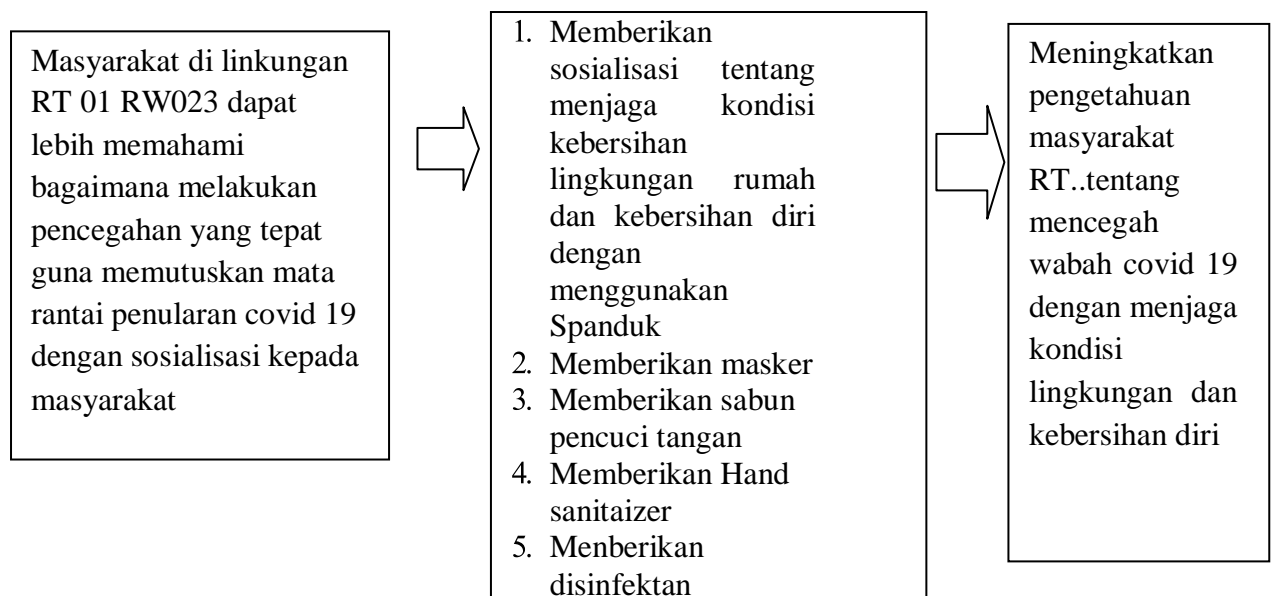 Masyarakat di linkungan
RT 01 RW023 dapat
lebih memahami
bagaimana melakukan
pencegahan yang tepat
guna memutuskan mata
rantai penularan covid 19
dengan sosialisasi kepada
masyarakat
1. Memberikan
sosialisasi tentang
menjaga kondisi
kebersihan
lingkungan rumah
dan kebersihan diri
dengan
menggunakan
Spanduk
2. Memberikan masker
3. Memberikan sabun
pencuci tangan
4. Memberikan Hand
sanitaizer
5. Menberikan
disinfektan
Meningkatkan
pengetahuan
masyarakat
RT..tentang
mencegah
wabah covid 19
dengan menjaga
kondisi
lingkungan dan
kebersihan diri